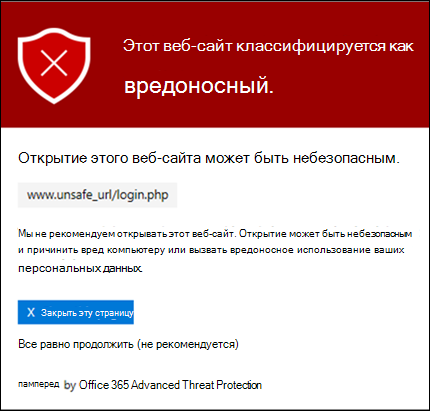 Этот веб-сайт классифицируется как
вредоносный.
Открытие этого веб-сайта может быть небезопасным.
www.unsafe_url/login.php
Мы не рекомендуем открывать этот веб-сайт. Открытие может быть небезопасным
и причинить вред компьютеру или вызвать вредоносное использование ваших
персональных данных.
X Закрыть эту страницу
Все равно продолжить (не рекомендуется)
памперед by Office 365 Advanced Threat Protection